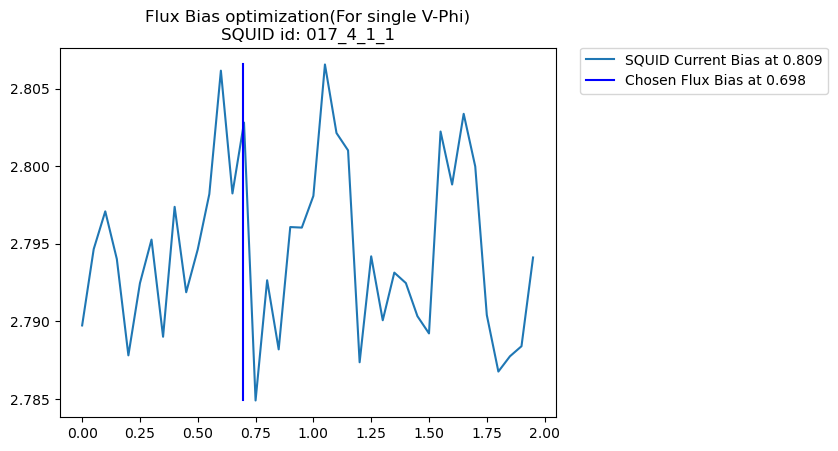 Flux Bias optimization(For single V-Phi)
SQUID id: 017_4_1_1
SQUID Current Bias at 0.809
Chosen Flux Bias at 0.698
2.805
2.800
2.795
2.790
2.785
0.00 0.25 0.50 0.75 1.00 1.25 1.50 1.75 2.00